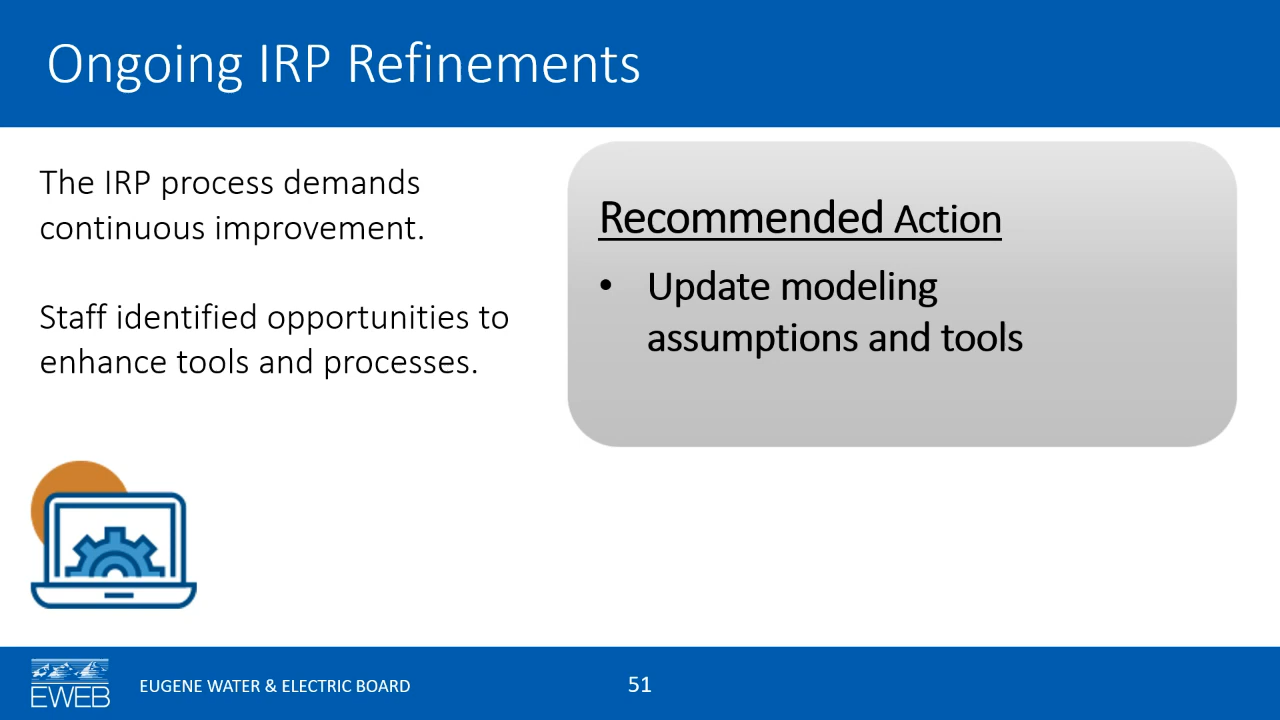 Ongoing IRP Refinements
The IRP process demands
continuous improvement.
Staff identified opportunities to
enhance tools and processes.
Recommended Action
• Update modeling
assumptions and tools
EWEB
EUGENE WATER & ELECTRIC BOARD
51